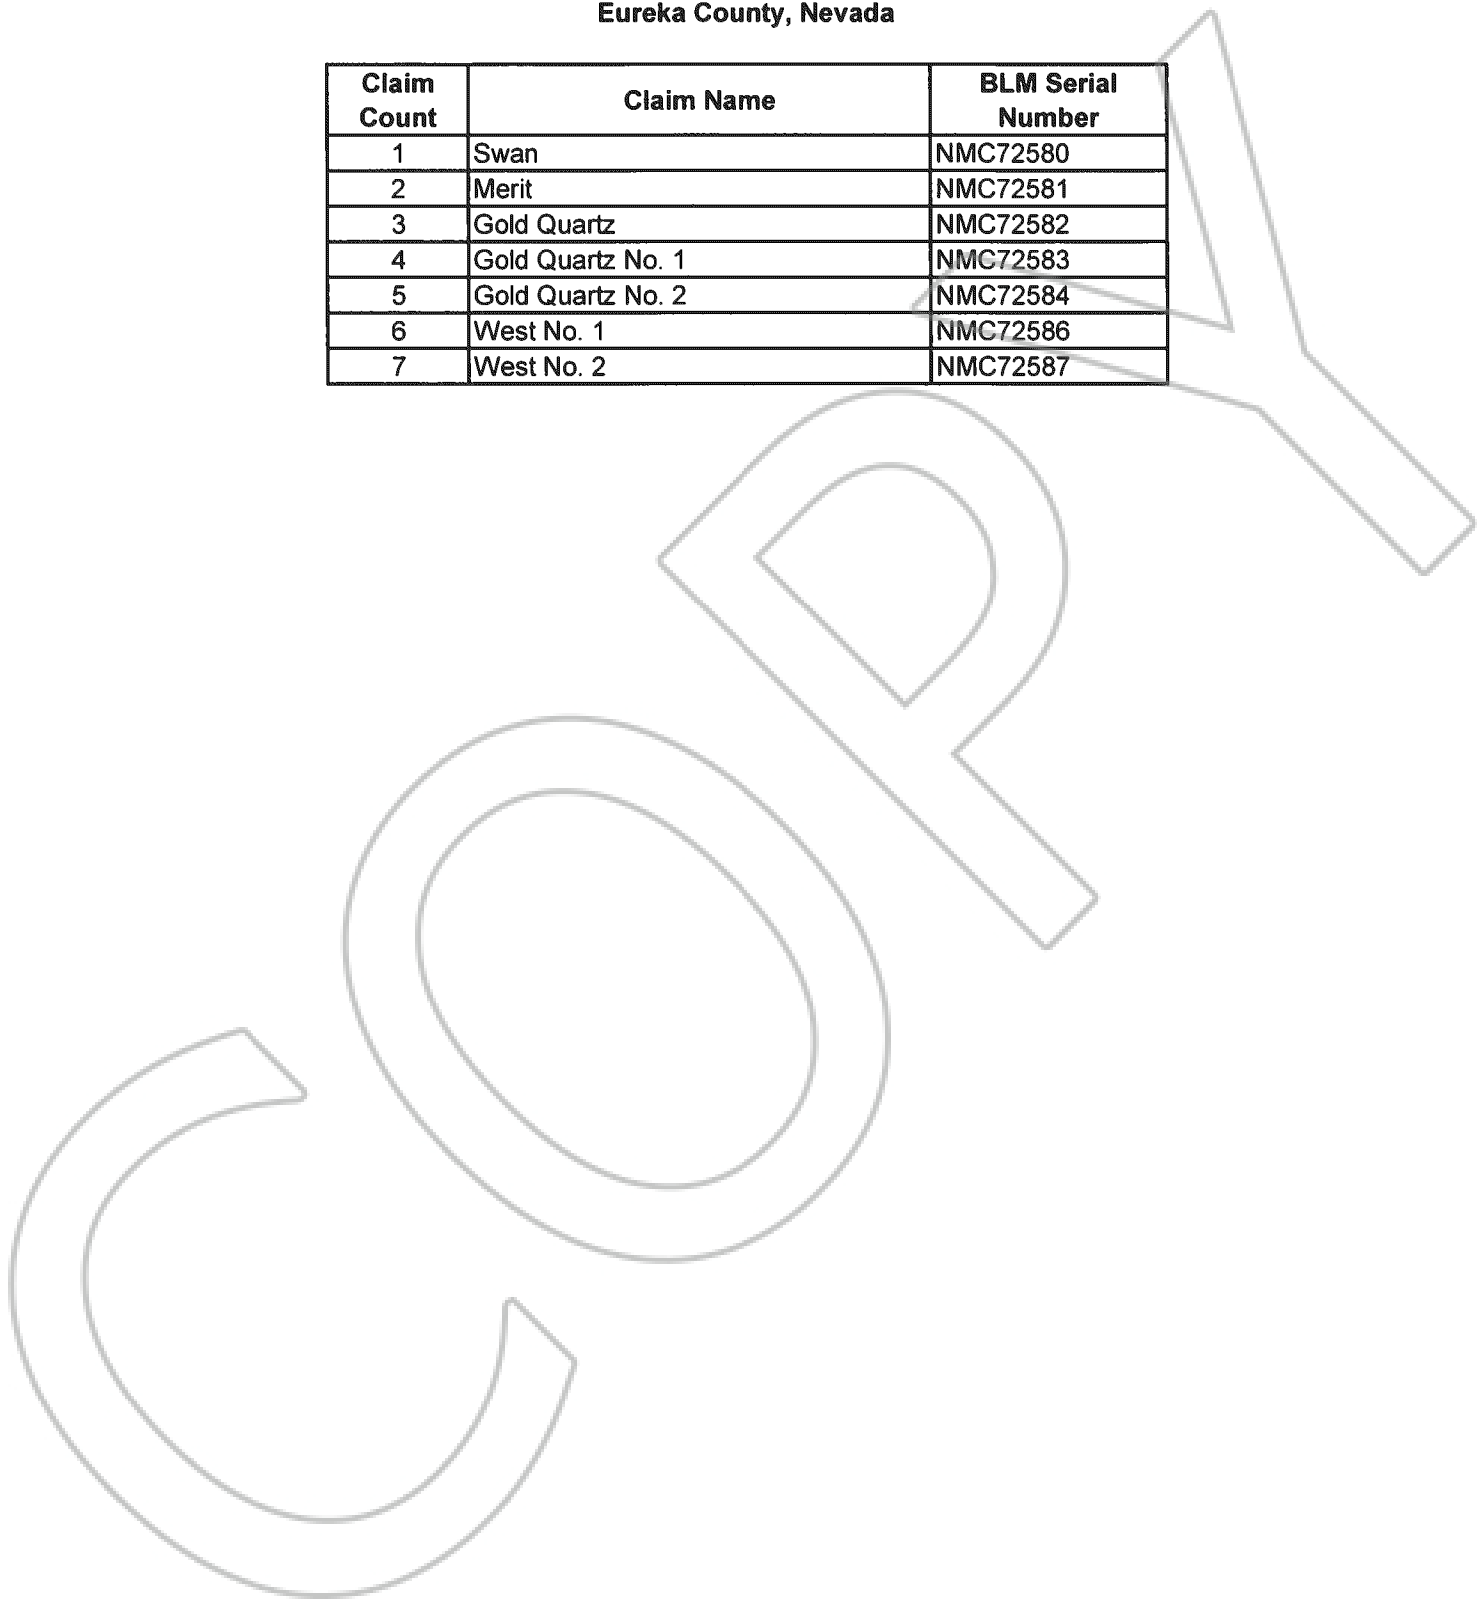 Eureka County, Nevada
Claim Count Claim Name BLM Serial Number
1 Swan NMC72580
2 Merit NMC72581
3 Gold Quartz NMC72582
4 Gold Quartz No. 1 NMC72583
5 Gold Quartz No. 2 NMC72584
6 West No. 1 NMC72586
7 West No. 2 NMC72587
COPY